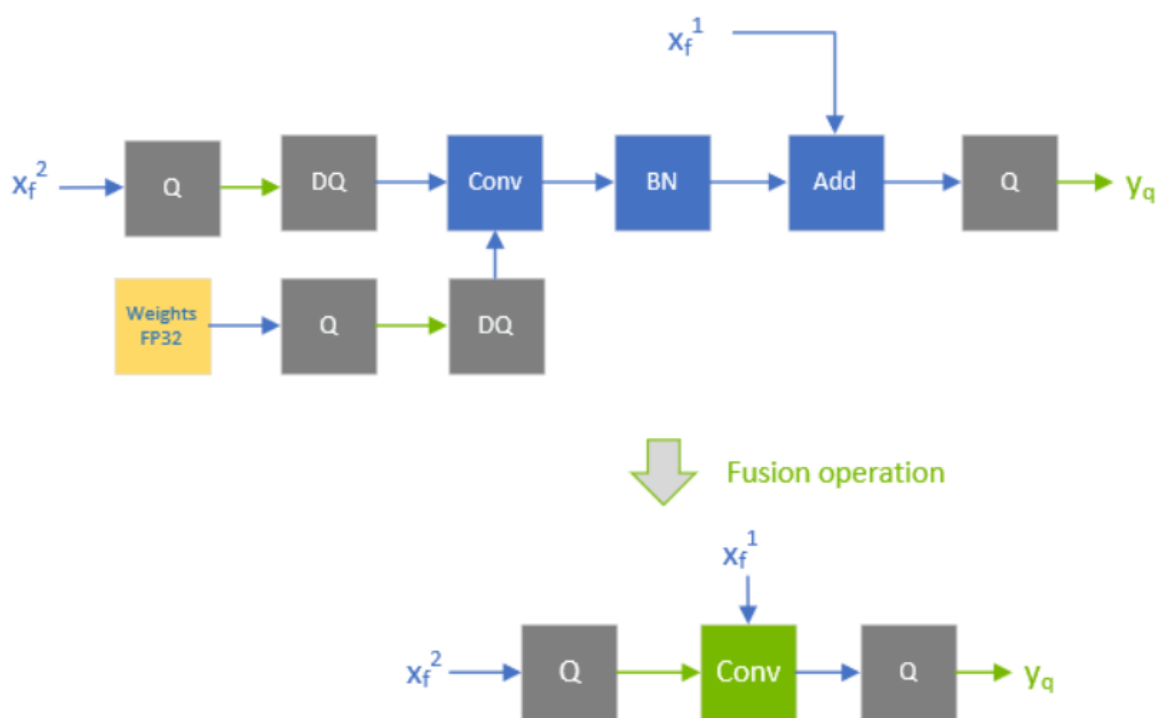 x_f^1
x_f^2
Q
DQ
Conv
BN
Add
Q
y_q
Weights
FP32
Q
DQ
Fusion operation
x_f^1
x_f^2
Q
Conv
Q
y_q